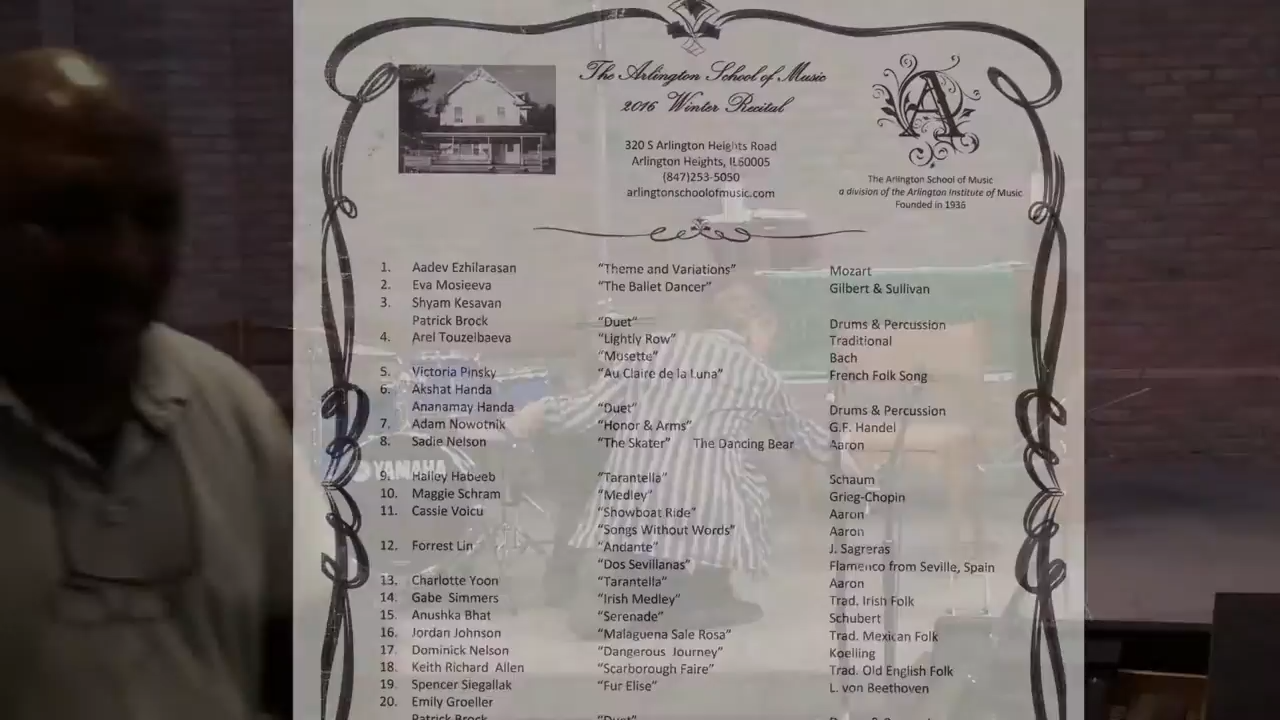 The Arlington School of Music
2016 Winter Recital
320 S Arlington Heights Road
Arlington Heights, IL60005
(847)253-5050
arlingtonschoolofmusic.com
A
The Arlington School of Music
a division of the Arlington Institute of Music
Founded in 1936
1. Aadev Ezhilarasan "Theme and Variations" Mozart
2. Eva Mosieeva "The Ballet Dancer" Gilbert & Sullivan
3. Shyam Kesavan
Patrick Brock "Duet" Drums & Percussion
4. Arel Touzelbaeva "Lightly Row" Traditional
"Musette" Bach
5. Victoria Pinsky "Au Claire de la Luna" French Folk Song
6. Akshat Handa
Ananamay Handa "Duet" Drums & Percussion
7. Adam Nowotnik "Honor & Arms" G.F. Handel
8. Sadie Nelson "The Skater" The Dancing Bear Aaron
YAMAHA
9. Hailey Habeeb "Tarantella" Schaum
10. Maggie Schram "Medley" Grieg-Chopin
11. Cassie Voicu "Showboat Ride" Aaron
"Songs Without Words" Aaron
12. Forrest Lin "Andante" J. Sagreras
"Dos Sevillanas" Flamenco from Seville, Spain
13. Charlotte Yoon "Tarantella" Aaron
14. Gabe Simmers "Irish Medley" Trad. Irish Folk
15. Anushka Bhat "Serenade" Schubert
16. Jordan Johnson "Malaguena Sale Rosa" Trad. Mexican Folk
17. Dominick Nelson "Dangerous Journey" Koelling
18. Keith Richard Allen "Scarborough Faire" Trad. Old English Folk
19. Spencer Siegallak "Fur Elise" L. von Beethoven
20. Emily Groeller
Patrick Brock "Duet"